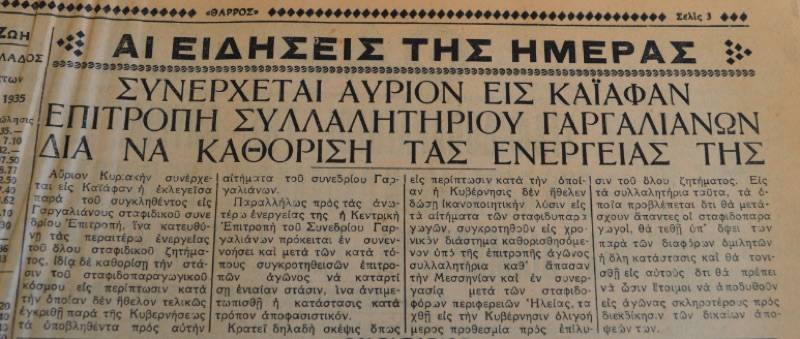 «ΘΑΡΡΟΣ»
Σελίς 3
ΖΩΗ
ΛΑΔΟΣ
1935
ΑΙ ΕΙΔΗΣΕΙΣ ΤΗΣ ΗΜΕΡΑΣ
ΣΥΝΕΡΧΕΤΑΙ ΑΥΡΙΟΝ ΕΙΣ ΚΑΪΑΦΑΝ
ΕΠΙΤΡΟΠΗ ΣΥΛΛΑΛΗΤΗΡΙΟΥ ΓΑΡΓΑΛΙΑΝΩΝ
ΔΙΑ ΝΑ ΚΑΘΟΡΙΣΗ ΤΑΣ ΕΝΕΡΓΕΙΑΣ ΤΗΣ
Αὔριον Κυριακὴν συνέρχε
ται εἰς Καϊάφαν ἡ ἐκλεγεῖσα
παρὰ τοῦ συγκληθέντος εἰς
Γαργαλιάνους σταφιδικοῦ συνε
δρίου Ἐπιτροπή, ἵνα κατευθύ
νῃ τὰς περαιτέρω ἐνεργείας
τοῦ ὅλου σταφιδικοῦ ζητήμα
τος. Ἰδίᾳ δὲ καθορίσῃ τὴν στά
σιν τοῦ σταφιδοπαραγωγικοῦ
κόσμου εἰς περίπτωσιν κατὰ
τὴν ὁποίαν δὲν ἤθελον τελικῶς
ἐγκριθῆ παρὰ τῆς Κυβερνήσεως
τὰ ὑποβληθέντα πρὸς αὐτὴν
αἰτήματα τοῦ συνεδρίου Γαρ
γαλιάνων.
Παραλλήλως πρὸς τὰς ἀνω
τέρω ἐνεργείας της ἡ Κεντρικὴ
Ἐπιτροπὴ τοῦ Συνεδρίου Γαρ
γαλιάνων πρόκειται ἐν συνεν
νοήσει καὶ μετὰ τῶν κατὰ τό
πους συγκροτηθεισῶν ἐπιτρο
πῶν ἀγῶνος νὰ καταρτί
σῃ ἑνιαίαν στάσιν, ἵνα ἀντιμε
τωπισθῇ ἡ κατάστασις κατὰ
τρόπον ἀποφασιστικόν.
Κρατεῖ δηλαδὴ σκέψις ὅπως
εἰς περίπτωσιν κατὰ τὴν ὁποί
αν ἡ Κυβέρνησις δὲν ἤθελεν
δώσῃ ἱκανοποιητικὴν λύσιν εἰς
τὰ αἰτήματα τῶν σταφιδυπα
ραγωγῶν, συγκροτηθοῦν εἰς χρο
νικὸν διάστημα καθορισθησόμε
νον ὑπὸ τῆς ἐπιτροπῆς ἀγῶνος
συλλαλητήρια καθ' ἅπασαν
τὴν Μεσσηνίαν καὶ ἐν συνερ
γασίᾳ μετὰ τῶν σταφιδο
φόρων περιφερειῶν Ἠλείας, τα
χθῇ εἰς τὴν Κυβέρνησιν ὀλιγοή
μερος προθεσμία πρὸς ἐπίλυ
σιν τοῦ ὅλου ζητήματος. Εἰς
τὰ συλλαλητήρια ταῦτα, τὰ ὁ
ποῖα προβλέπεται ὅτι θὰ μετά
σχουν ἅπαντες οἱ σταφιδοπαρα
γωγοί, θὰ τεθῇ ὑπ' ὄψει των
παρὰ τῶν διαφόρων ὁμιλητῶν
ἡ ὅλη κατάστασις καὶ θὰ τονι
σθῇ εἰς αὐτοὺς ὅτι θὰ πρέπει
νὰ ὦσιν ἕτοιμοι νὰ ἀποδυθοῦν
εἰς ἀγῶνας σκληροτέρους πρὸς
διεκδίκησιν τῶν δικαίων ἀπο
ψεών των.